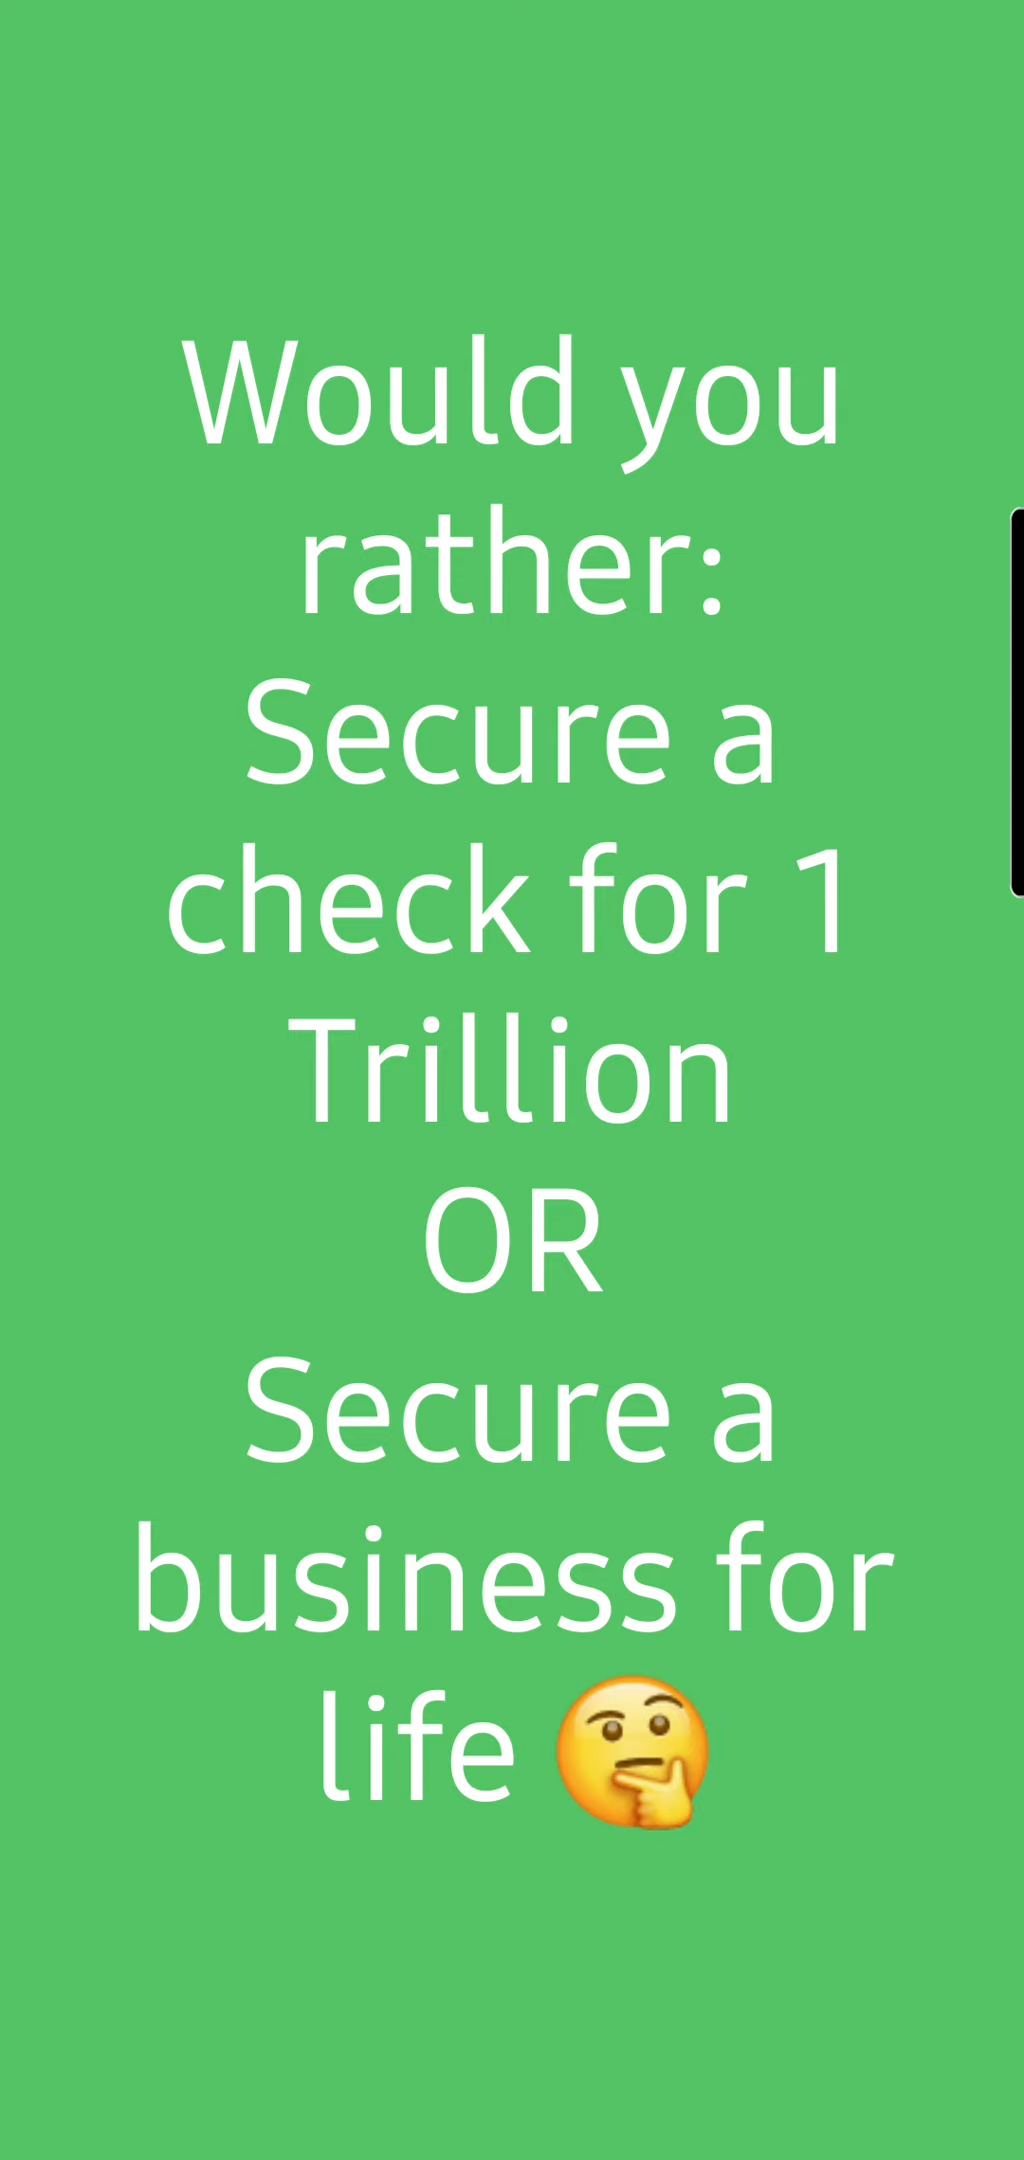 Would you
rather:
Secure a
check for 1
Trillion
OR
Secure a
business for
life 🤔